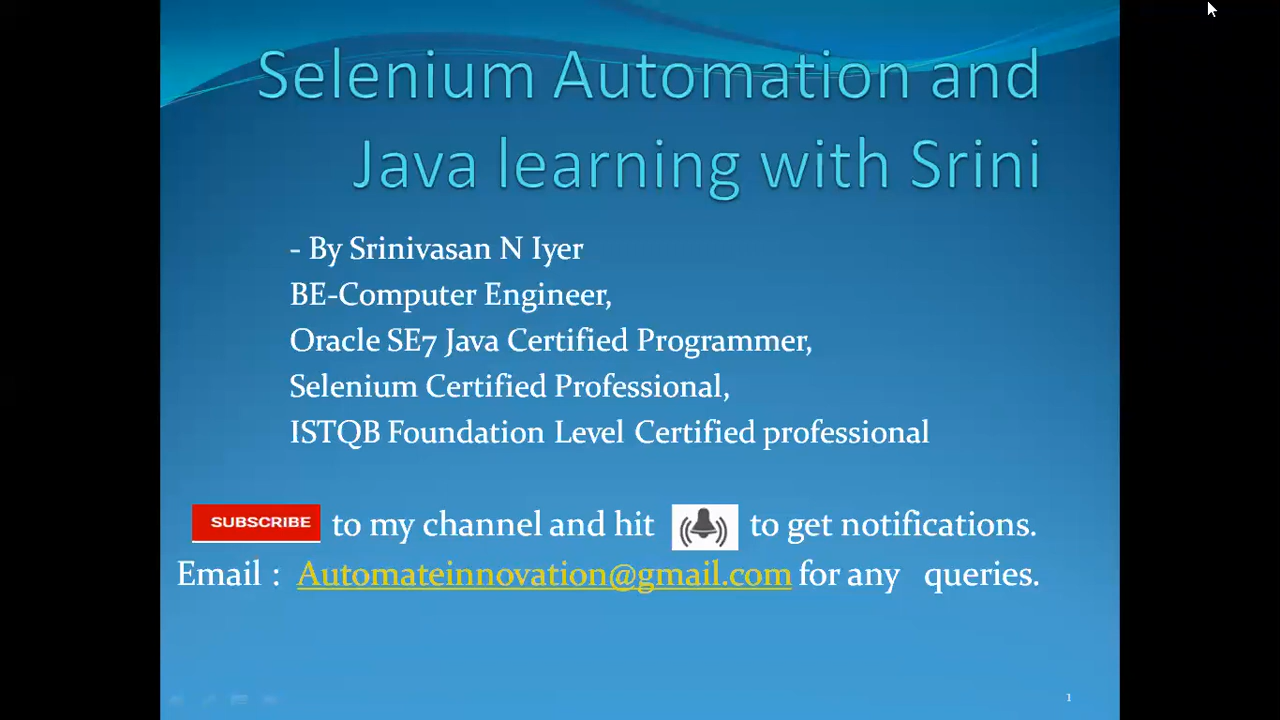 Selenium Automation and
Java learning with Srini
- By Srinivasan N Iyer
BE-Computer Engineer,
Oracle SE7 Java Certified Programmer,
Selenium Certified Professional,
ISTQB Foundation Level Certified professional
SUBSCRIBE to my channel and hit to get notifications.
Email : Automateinnovation@gmail.com for any queries.
1